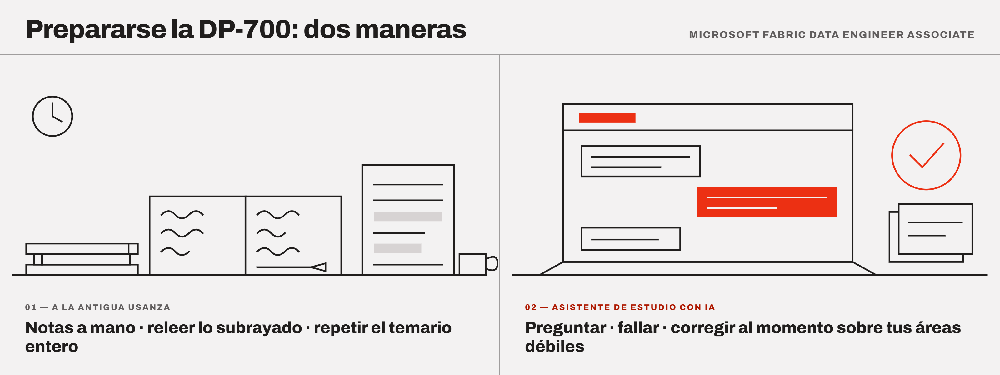 Prepararse la DP-700: dos maneras
MICROSOFT FABRIC DATA ENGINEER ASSOCIATE
01 — A LA ANTIGUA USANZA
Notas a mano · releer lo subrayado · repetir el temario
entero
02 — ASISTENTE DE ESTUDIO CON IA
Preguntar · fallar · corregir al momento sobre tus áreas
débiles